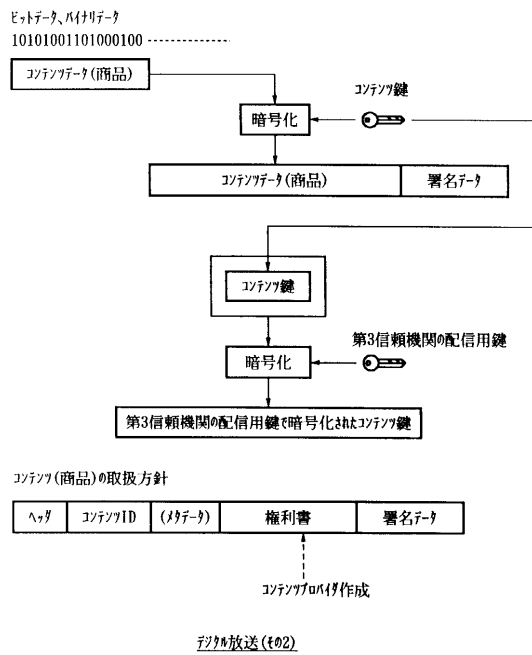 ビットデータ、バイナリデータ
10101001101000100 -------------
コンテンツデータ(商品)
コンテンツ鍵
暗号化
コンテンツデータ(商品) 署名データ
コンテンツ鍵
第3信頼機関の配信用鍵
暗号化
第3信頼機関の配信用鍵で暗号化されたコンテンツ鍵
コンテンツ(商品)の取扱方針
ヘッダ コンテンツID (メタデータ) 権利書 署名データ
コンテンツプロバイダ作成
デジタル放送(その2)